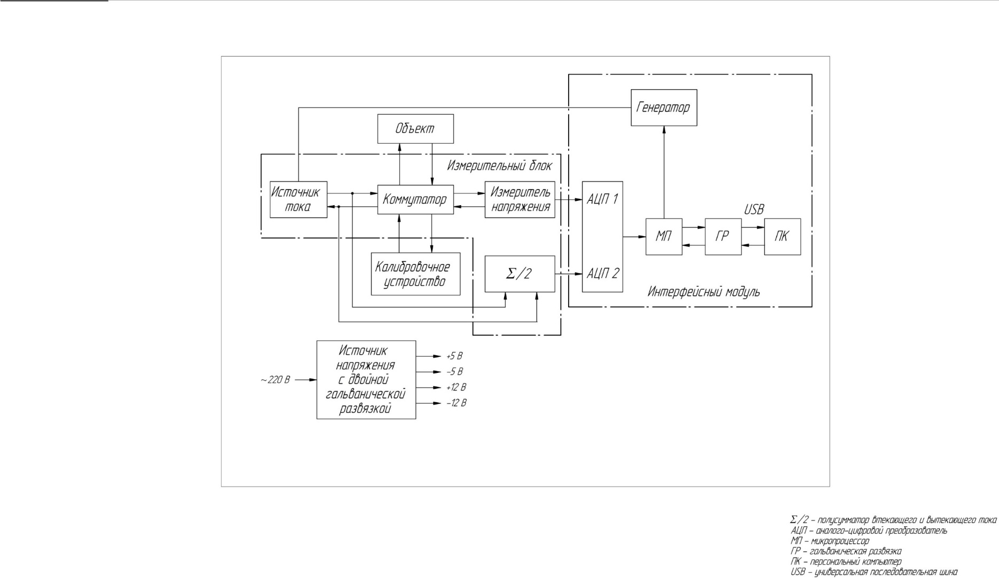 Генератор
Объект
Измерительный блок
Источник
тока
Коммутатор
Измеритель
напряжения
АЦП 1
USB
МП
ГР
ПК
Калибровочное
устройство
Σ/2
АЦП 2
Интерфейсный модуль
~220 В
Источник
напряжения
с двойной
гальванической
развязкой
+5 В
-5 В
+12 В
-12 В
Σ/2 – полусумматор втекающего и вытекающего тока
АЦП – аналого-цифровой преобразователь
МП – микропроцессор
ГР – гальваническая развязка
ПК – персональный компьютер
USB – универсальная последовательная шина